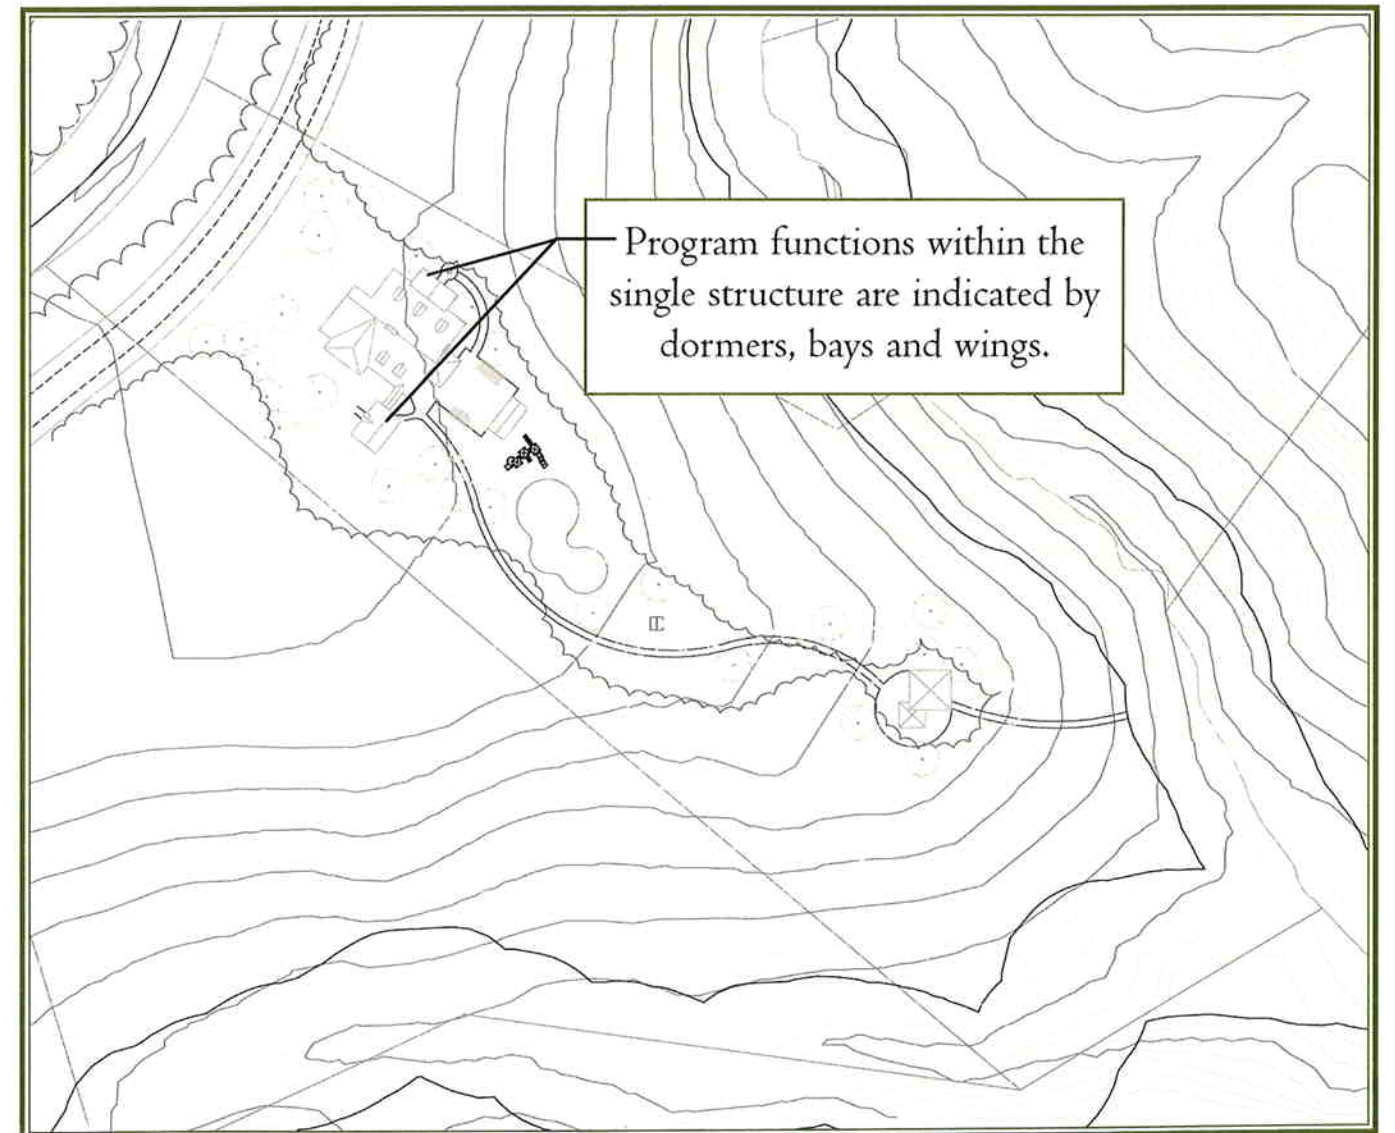 Program functions within the
single structure are indicated by
dormers, bays and wings.